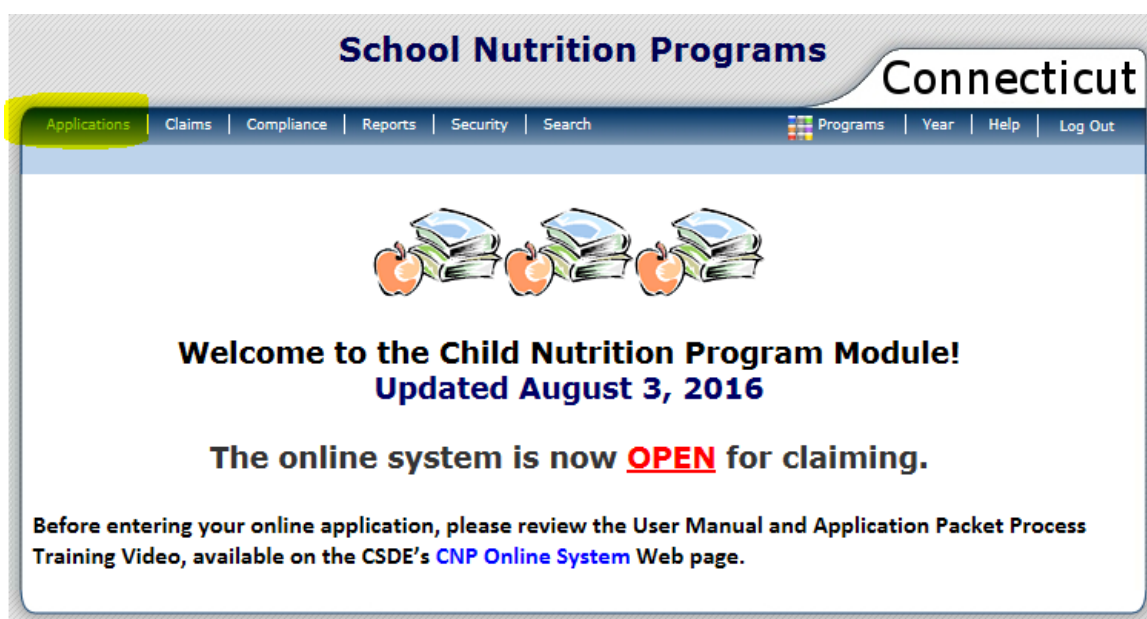 School Nutrition Programs
Connecticut
Applications | Claims | Compliance | Reports | Security | Search Programs | Year | Help | Log Out
Welcome to the Child Nutrition Program Module!
Updated August 3, 2016
The online system is now OPEN for claiming.
Before entering your online application, please review the User Manual and Application Packet Process
Training Video, available on the CSDE's CNP Online System Web page.